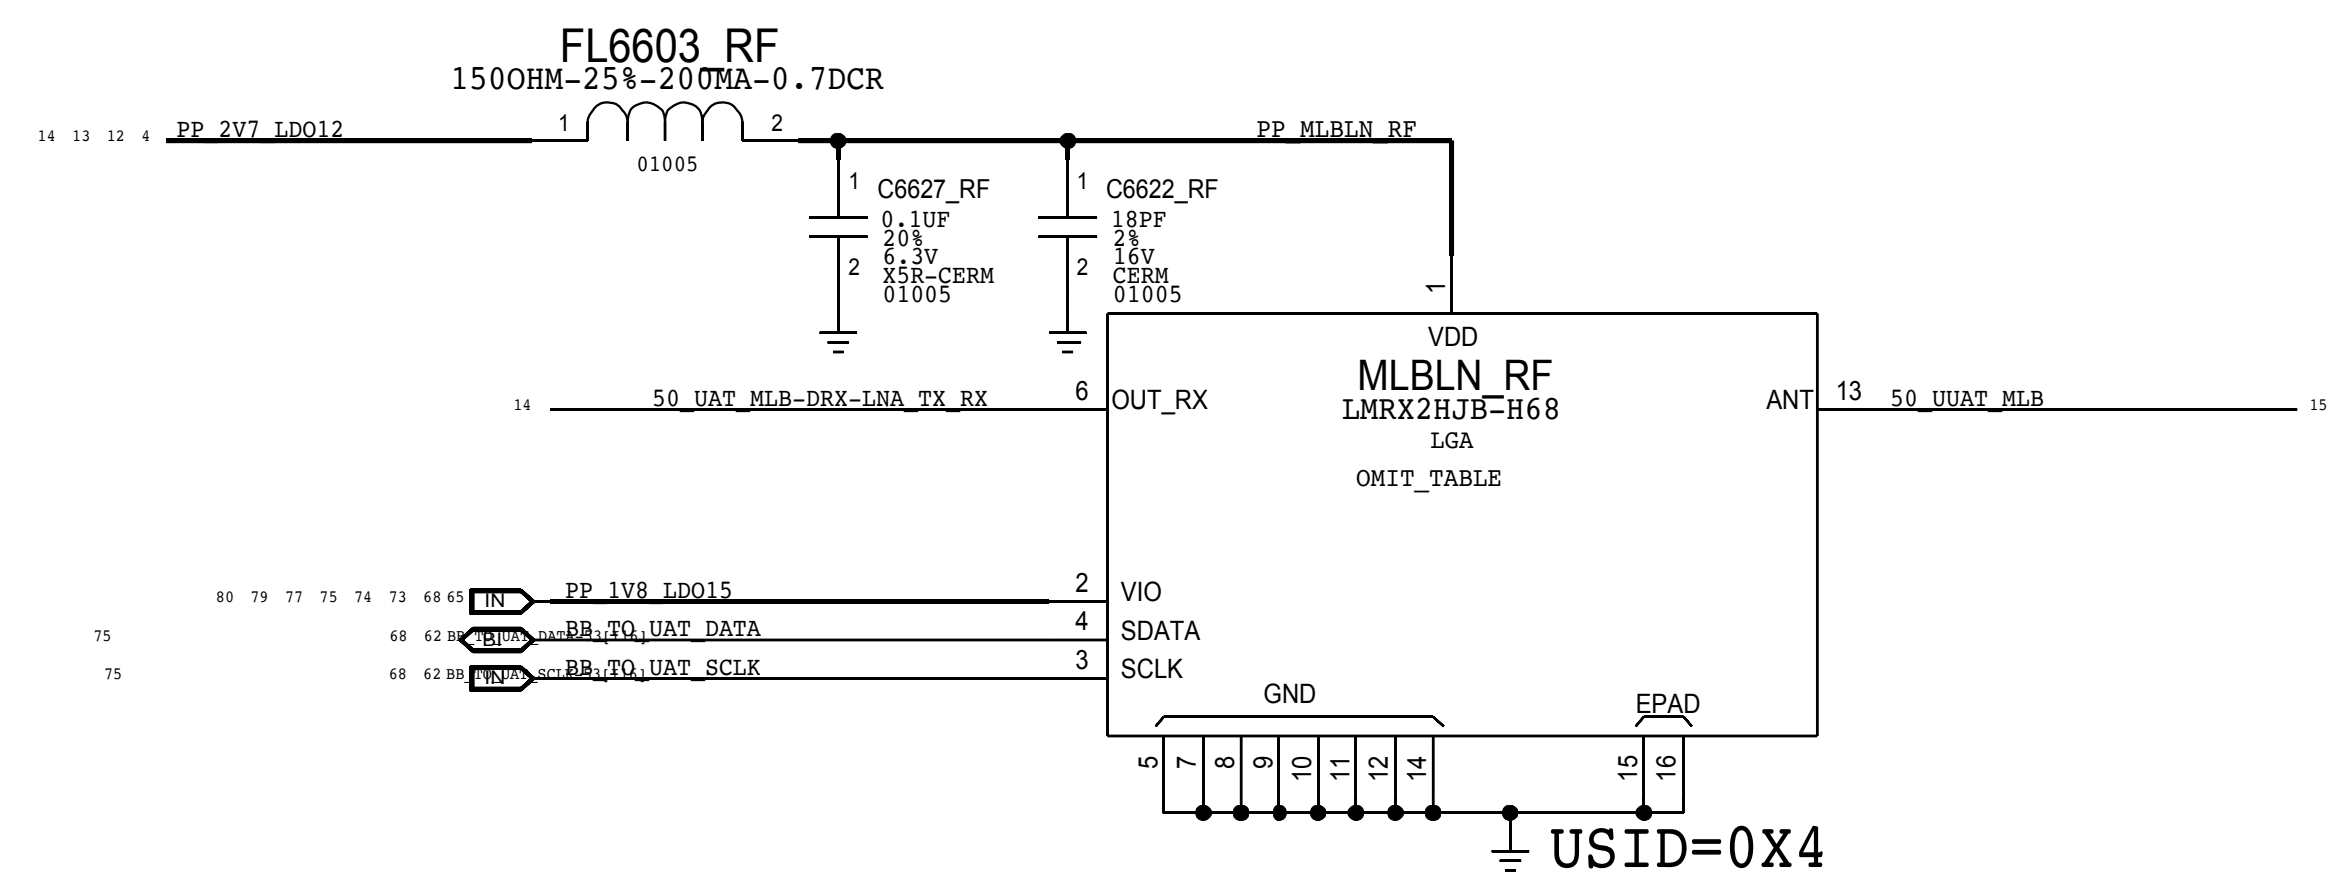 FL6603_RF
150OHM-25%-200MA-0.7DCR
14 13 12 4 PP_2V7_LDO12 1 2 PP_MLBLN_RF
01005
1 C6627_RF
0.1UF
20%
6.3V
2 X5R-CERM
01005
1 C6622_RF
18PF
2%
16V
2 CERM
01005
1
VDD
MLBLN_RF
LMRX2HJB-H68
LGA
OMIT_TABLE
14 50_UAT_MLB-DRX-LNA_TX_RX 6 OUT_RX
ANT 13 50_UUAT_MLB 15
80 79 77 75 74 73 68 65 IN PP_1V8_LDO15 2 VIO
75 68 62 BI BB_TO_UAT_DATA 4 SDATA
75 68 62 IN BB_TO_UAT_SCLK 3 SCLK
GND
EPAD
5 7 8 9 10 11 12 14 15 16
USID=0X4